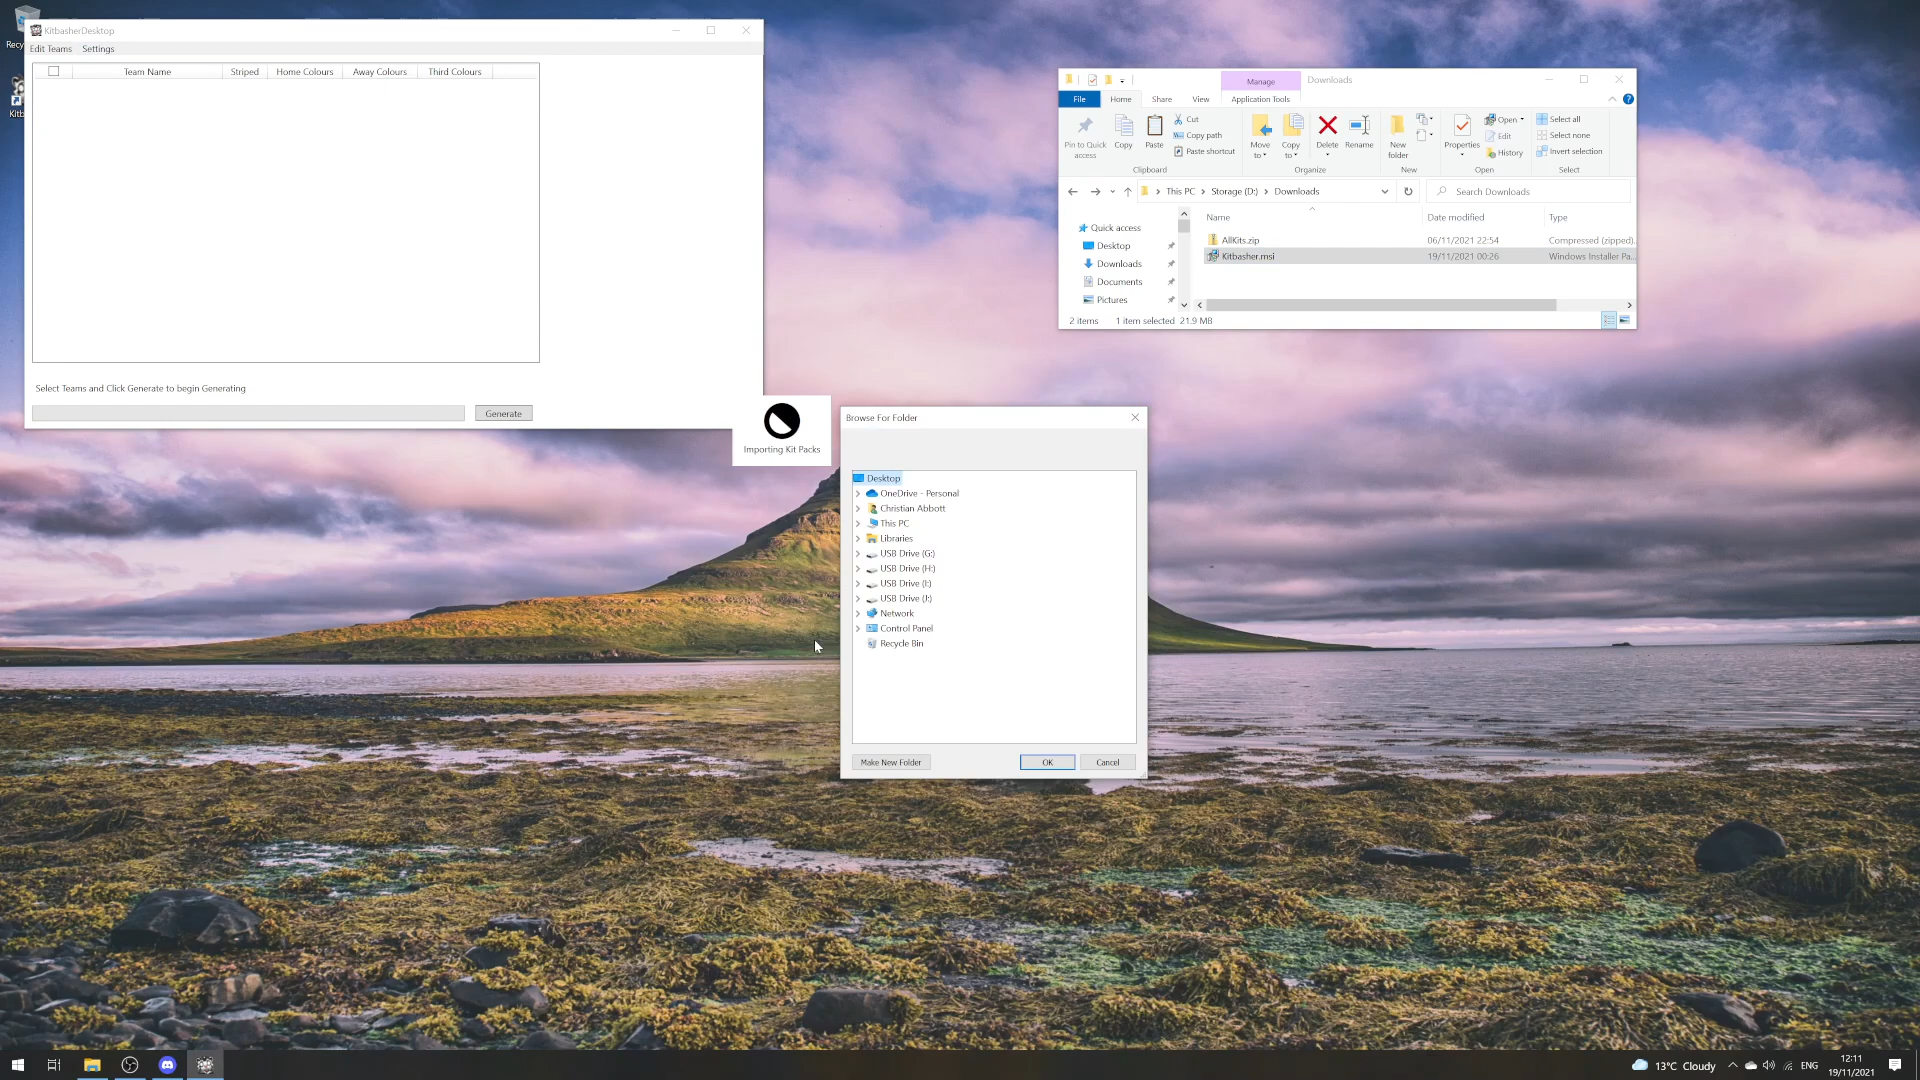 Recyc
KitbasherDesktop
Edit Teams Settings
Team Name Striped Home Colours Away Colours Third Colours
Kitb
Select Teams and Click Generate to begin Generating
Generate
Importing Kit Packs
Manage Downloads
File Home Share View Application Tools
Pin to Quick access
Copy
Paste
Cut
Copy path
Paste shortcut
Clipboard
Move to
Copy to
Delete
Rename
Organize
New folder
New
Properties
Open
Edit
History
Open
Select all
Select none
Invert selection
Select
This PC Storage (D:) Downloads
Search Downloads
Quick access
Desktop
Downloads
Documents
Pictures
Name Date modified Type
AllKits.zip 06/11/2021 22:54 Compressed (zipped)...
Kitbasher.msi 19/11/2021 00:26 Windows Installer Pa...
2 items 1 item selected 21.9 MB
Browse For Folder
Desktop
OneDrive - Personal
Christian Abbott
This PC
Libraries
USB Drive (G:)
USB Drive (H:)
USB Drive (I:)
USB Drive (J:)
Network
Control Panel
Recycle Bin
Make New Folder OK Cancel
13°C Cloudy
ENG
12:11
19/11/2021